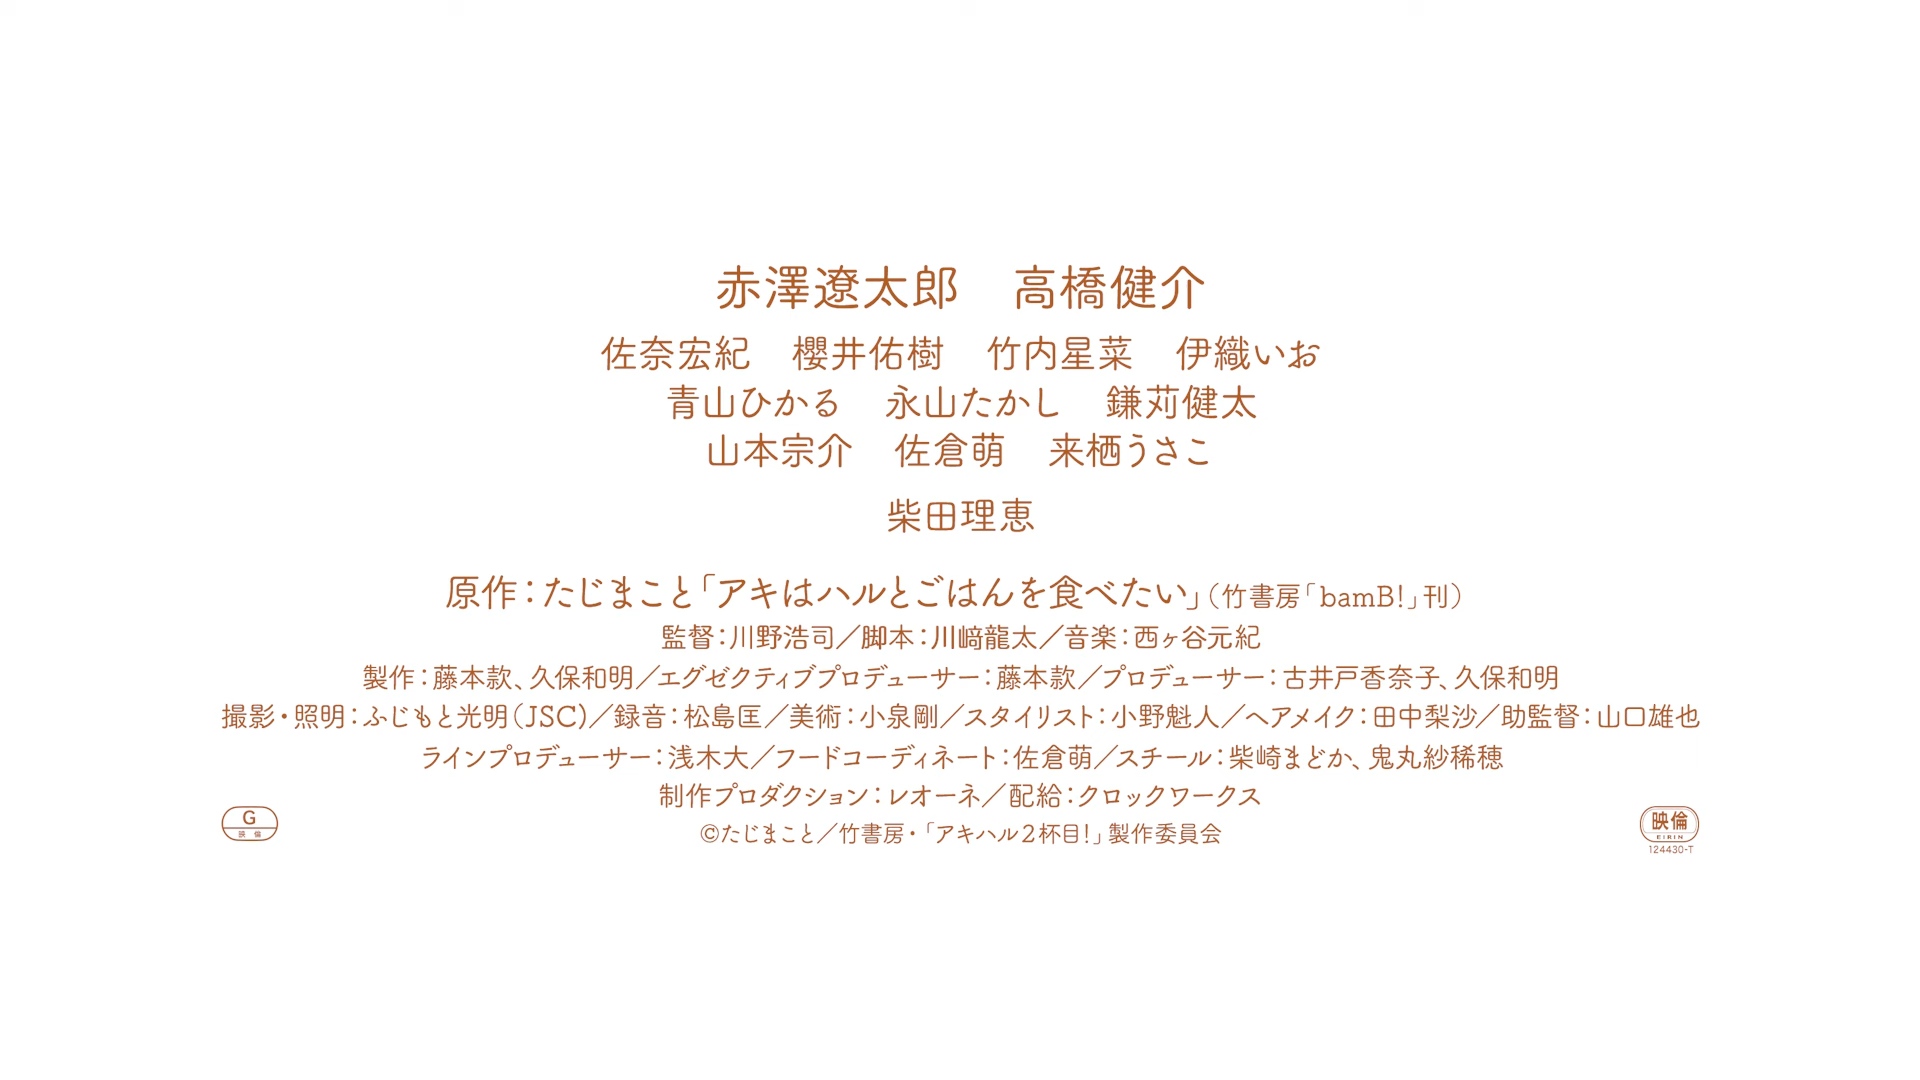 赤澤遼太郎　高橋健介
佐奈宏紀　櫻井佑樹　竹内星菜　伊織いお
青山ひかる　永山たかし　鎌苅健太
山本宗介　佐倉萌　来栖うさこ
柴田理恵
原作：たじまこと「アキはハルとごはんを食べたい」（竹書房「bamB!」刊）
監督：川野浩司／脚本：川﨑龍太／音楽：西ヶ谷元紀
製作：藤本款、久保和明／エグゼクティブプロデューサー：藤本款／プロデューサー：古井戸香奈子、久保和明
撮影・照明：ふじもと光明（JSC）／録音：松島匡／美術：小泉剛／スタイリスト：小野魁人／ヘアメイク：田中梨沙／助監督：山口雄也
ラインプロデューサー：浅木大／フードコーディネート：佐倉萌／スチール：柴崎まどか、鬼丸紗稀穂
制作プロダクション：レオーネ／配給：クロックワークス
©たじまこと／竹書房・「アキハル２杯目！」製作委員会
G
映倫
映倫
EIRIN
124430-T